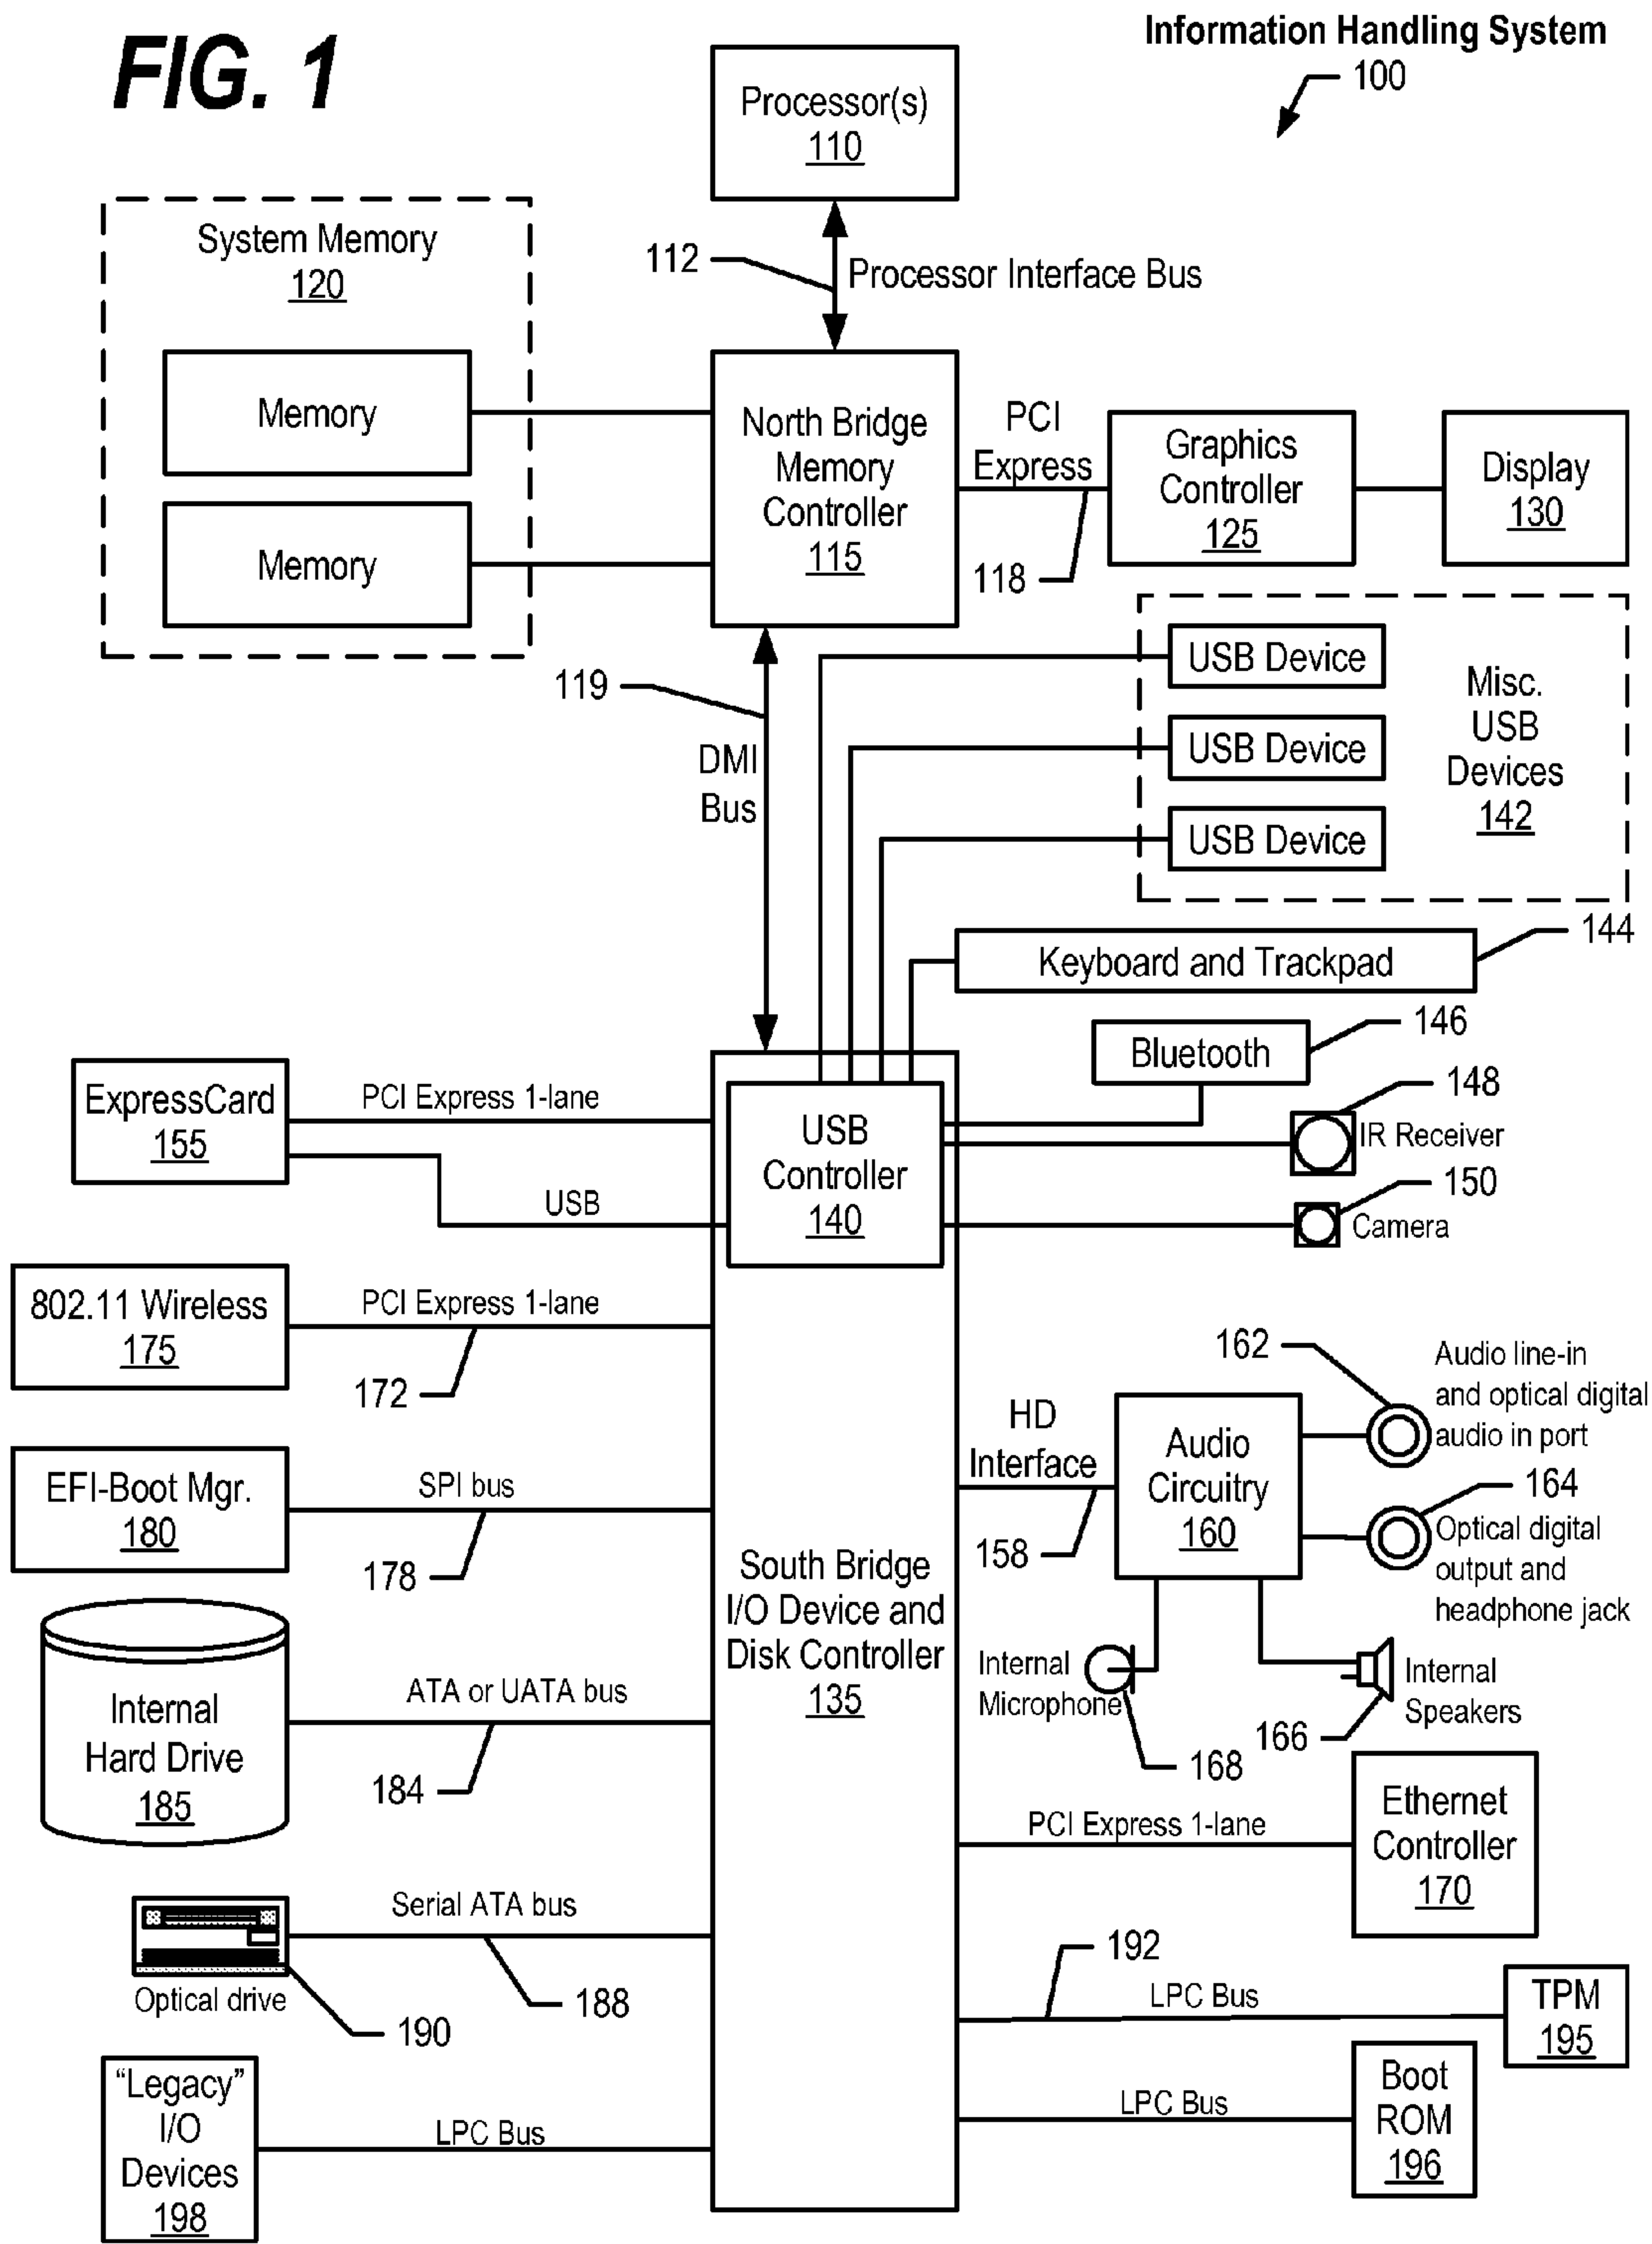 FIG. 1
Information Handling System
100
Processor(s)
110
System Memory
120
112
Processor Interface Bus
Memory
Memory
North Bridge
Memory
Controller
115
PCI
Express
118
Graphics
Controller
125
Display
130
119
DMI
Bus
USB Device
USB Device
USB Device
Misc.
USB
Devices
142
144
Keyboard and Trackpad
146
Bluetooth
148
IR Receiver
150
Camera
ExpressCard
155
PCI Express 1-lane
USB
USB
Controller
140
802.11 Wireless
175
PCI Express 1-lane
172
162
Audio line-in
and optical digital
audio in port
HD
Interface
158
Audio
Circuitry
160
164
Optical digital
output and
headphone jack
EFI-Boot Mgr.
180
SPI bus
178
South Bridge
I/O Device and
Disk Controller
135
Internal
Microphone
168
Internal
Speakers
166
Internal
Hard Drive
185
ATA or UATA bus
184
PCI Express 1-lane
Ethernet
Controller
170
Serial ATA bus
188
Optical drive
190
192
LPC Bus
TPM
195
"Legacy"
I/O
Devices
198
LPC Bus
LPC Bus
Boot
ROM
196